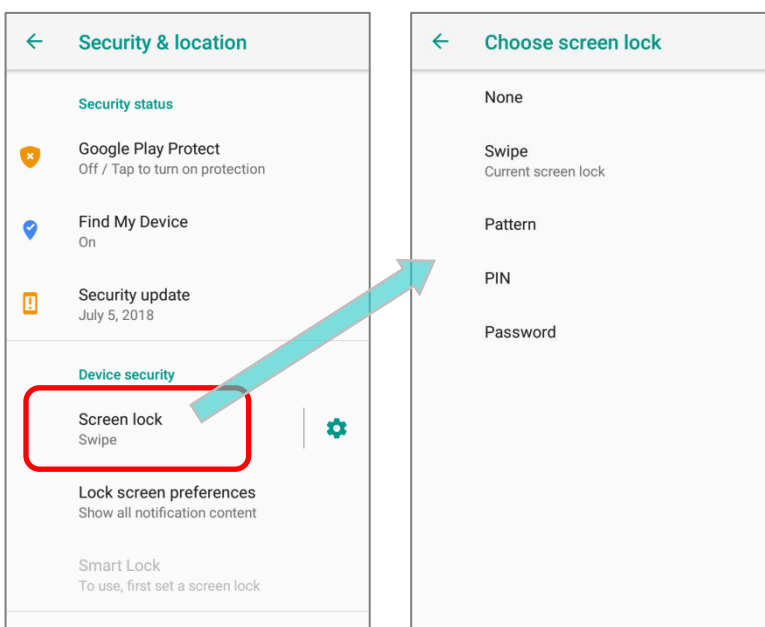 Security & location
Security status
Google Play Protect
Off / Tap to turn on protection
Find My Device
On
Security update
July 5, 2018
Device security
Screen lock
Swipe
Lock screen preferences
Show all notification content
Smart Lock
To use, first set a screen lock
Choose screen lock
None
Swipe
Current screen lock
Pattern
PIN
Password